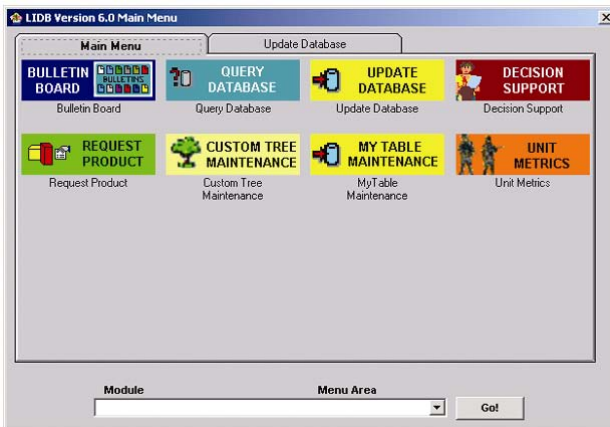 LIDB Version 6.0 Main Menu
Main Menu
Update Database
BULLETIN BOARD
BULLETINS
QUERY DATABASE
UPDATE DATABASE
DECISION SUPPORT
Bulletin Board
Query Database
Update Database
Decision Support
REQUEST PRODUCT
CUSTOM TREE MAINTENANCE
MY TABLE MAINTENANCE
UNIT METRICS
Request Product
Custom Tree Maintenance
MyTable Maintenance
Unit Metrics
Module
Menu Area
Go!